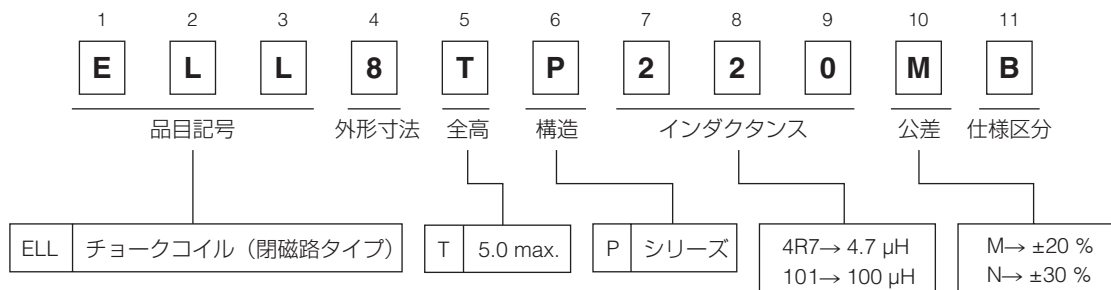 1 2 3 4 5 6 7 8 9 10 11
E L L 8 T P 2 2 0 M B
品目記号 外形寸法 全高 構造 インダクタンス 公差 仕様区分
ELL チョークコイル（閉磁路タイプ） T 5.0 max. P シリーズ 4R7→ 4.7 µH M→ ±20 %
101→ 100 µH N→ ±30 %